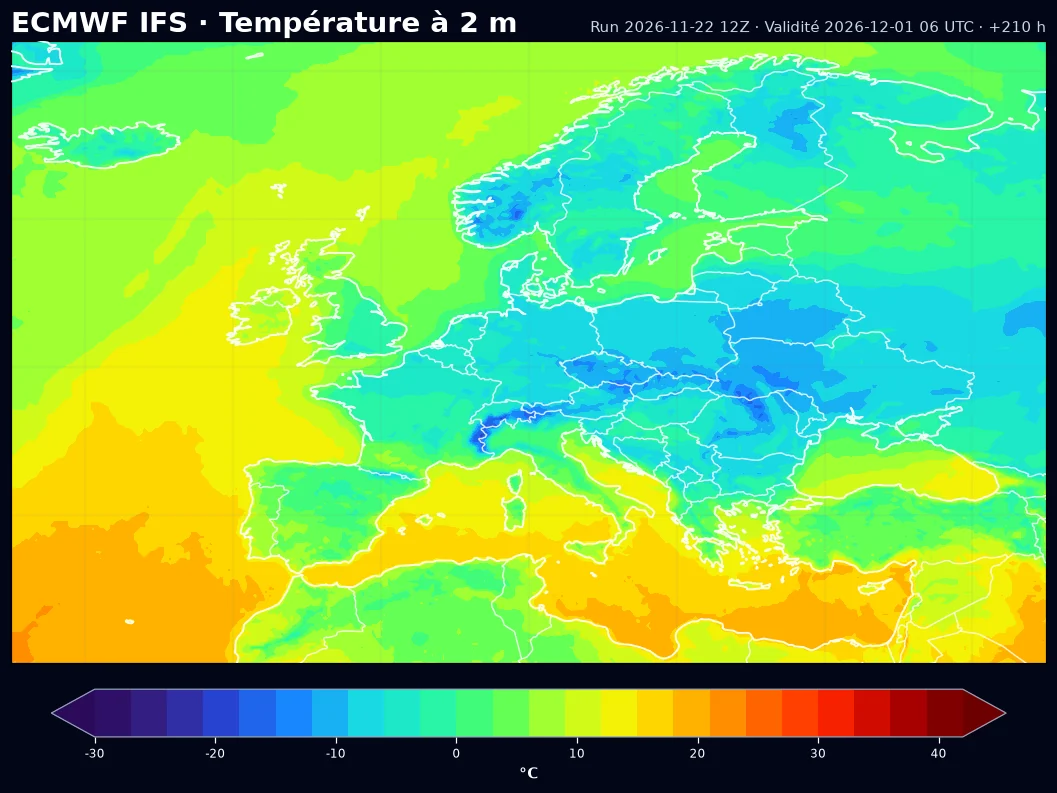 ECMWF IFS · Température à 2 m
Run 2026-11-22 12Z · Validité 2026-12-01 06 UTC · +210 h
-30 -20 -10 0 10 20 30 40
°C